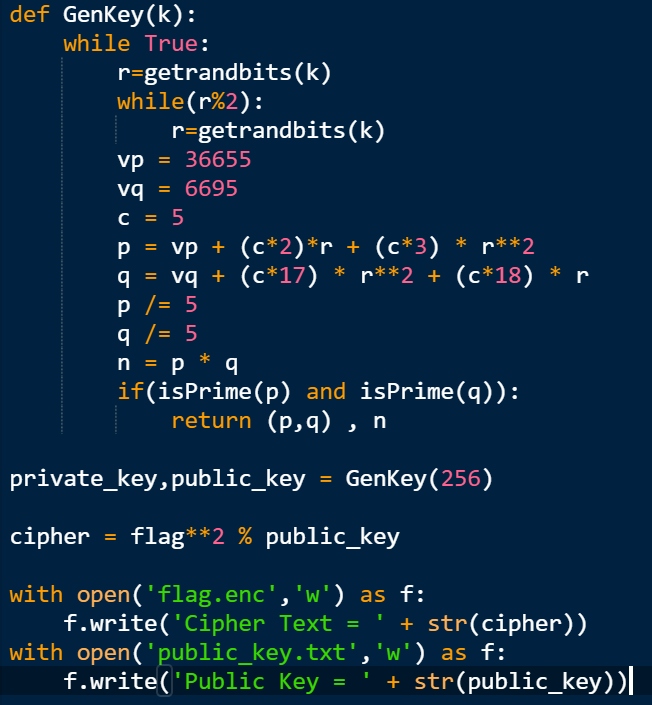 def GenKey(k):
    while True:
        r=getrandbits(k)
        while(r%2):
            r=getrandbits(k)
        vp = 36655
        vq = 6695
        c = 5
        p = vp + (c*2)*r + (c*3) * r**2
        q = vq + (c*17) * r**2 + (c*18) * r
        p /= 5
        q /= 5
        n = p * q
        if(isPrime(p) and isPrime(q)):
            return (p,q) , n

private_key,public_key = GenKey(256)

cipher = flag**2 % public_key

with open('flag.enc','w') as f:
    f.write('Cipher Text = ' + str(cipher))
with open('public_key.txt','w') as f:
    f.write('Public Key = ' + str(public_key))